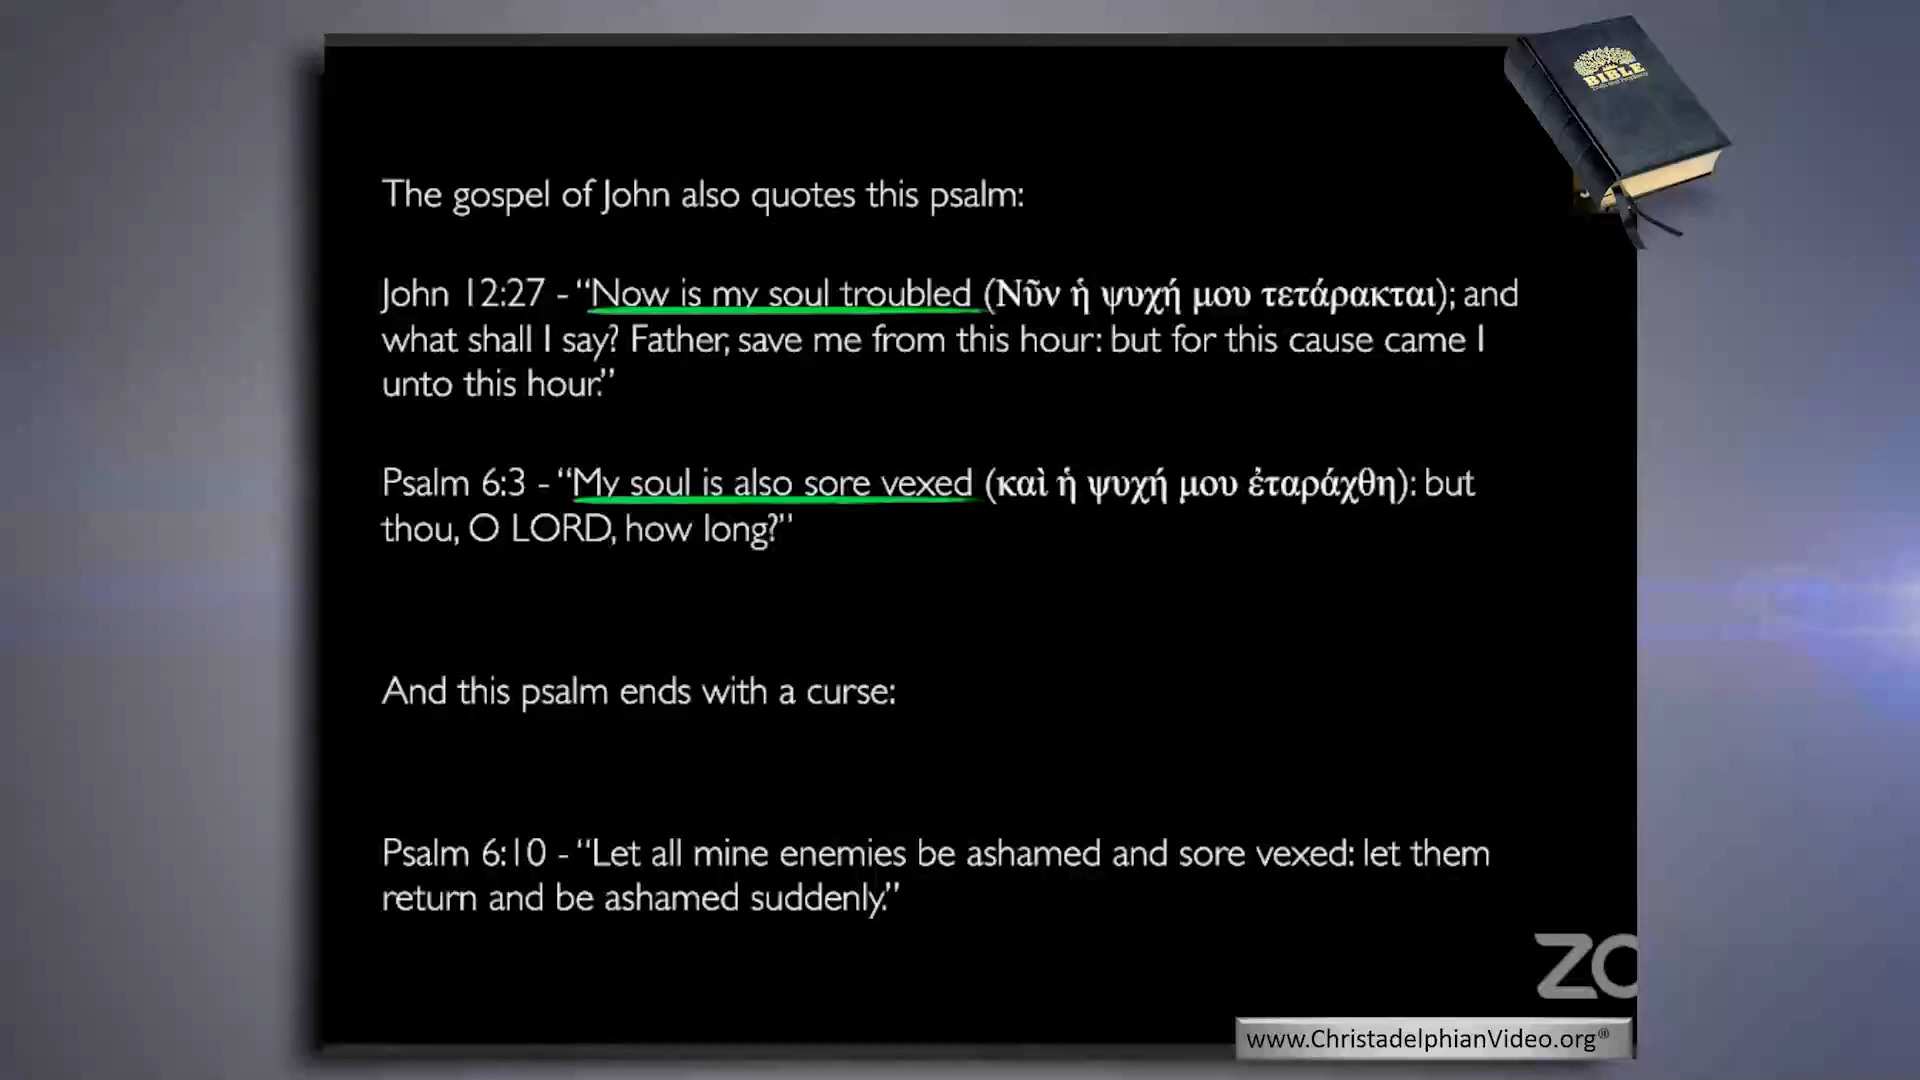 BIBLE
The gospel of John also quotes this psalm:
John 12:27 - “Now is my soul troubled (Νῦν ἡ ψυχή μου τετάρακται); and
what shall I say? Father, save me from this hour: but for this cause came I
unto this hour.”
Psalm 6:3 - “My soul is also sore vexed (καὶ ἡ ψυχή μου ἐταράχθη): but
thou, O LORD, how long?”
And this psalm ends with a curse:
Psalm 6:10 - “Let all mine enemies be ashamed and sore vexed: let them
return and be ashamed suddenly.”
ZO
www.ChristadelphianVideo.org®